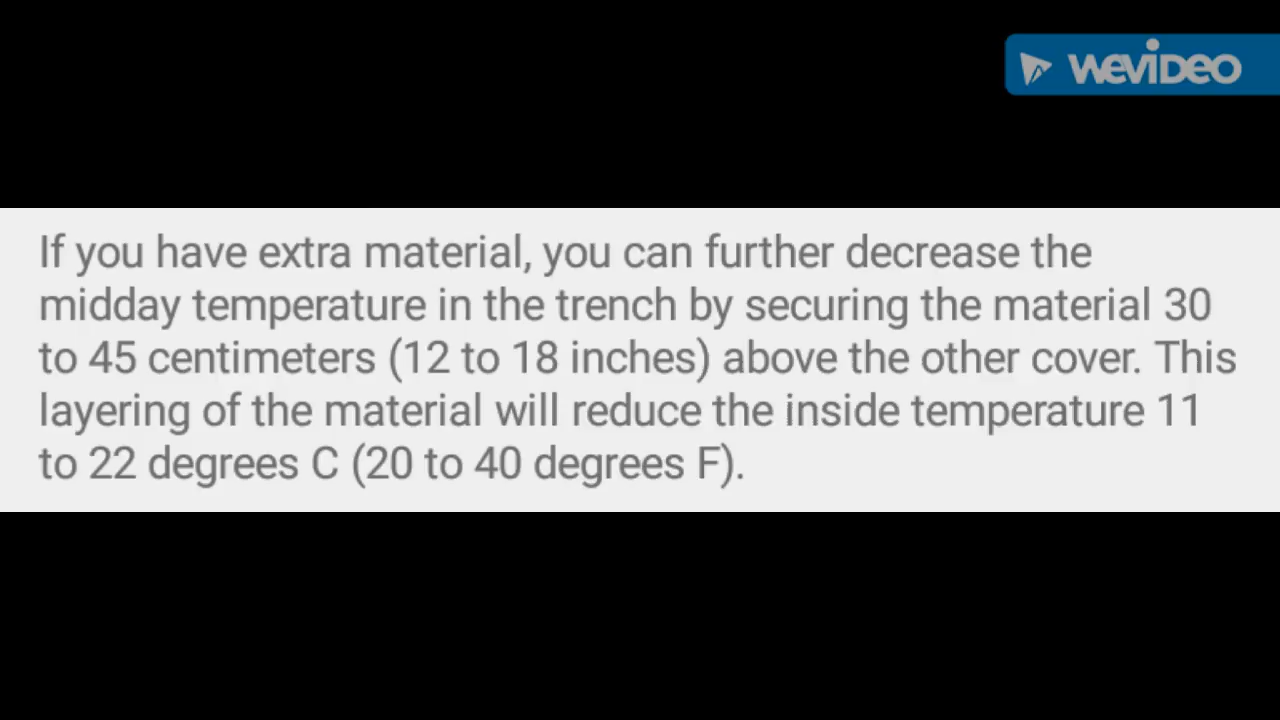 WEVIDEO
If you have extra material, you can further decrease the
midday temperature in the trench by securing the material 30
to 45 centimeters (12 to 18 inches) above the other cover. This
layering of the material will reduce the inside temperature 11
to 22 degrees C (20 to 40 degrees F).